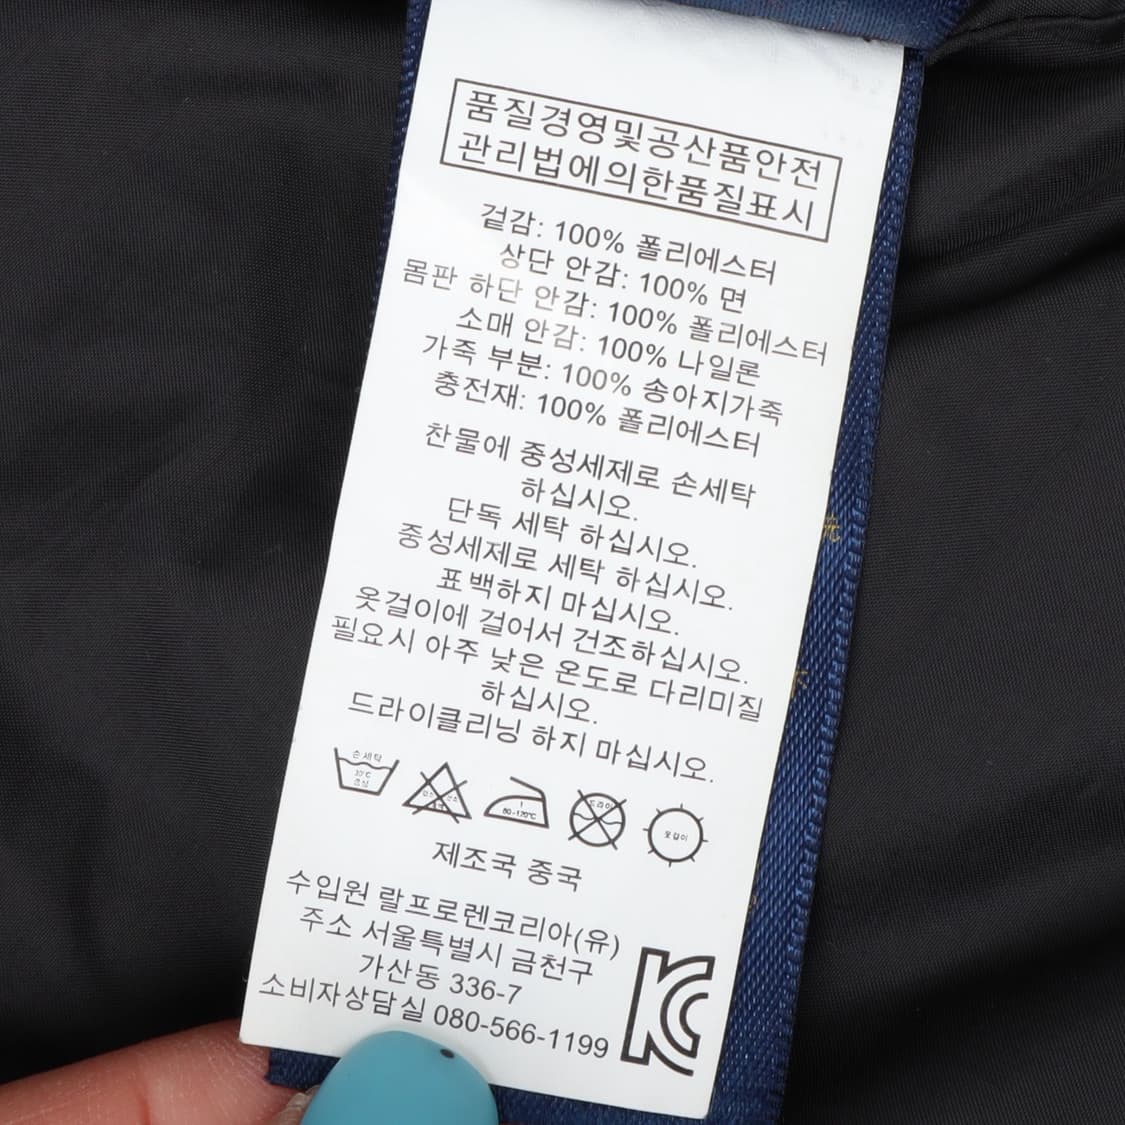 품질경영및공산품안전
관리법에의한품질표시
겉감: 100% 폴리에스터
상단 안감: 100% 면
몸판 하단 안감: 100% 폴리에스터
소매 안감: 100% 나일론
가죽 부분: 100% 송아지가죽
충전재: 100% 폴리에스터
찬물에 중성세제로 손세탁
하십시오.
단독 세탁 하십시오.
중성세제로 세탁 하십시오.
표백하지 마십시오.
옷걸이에 걸어서 건조하십시오.
필요시 아주 낮은 온도로 다리미질
하십시오.
드라이클리닝 하지 마십시오.
손세탁
30°C
중성
드라이
옷걸이
제조국 중국
수입원 랄프로렌코리아(유)
주소 서울특별시 금천구
가산동 336-7
소비자상담실 080-566-1199